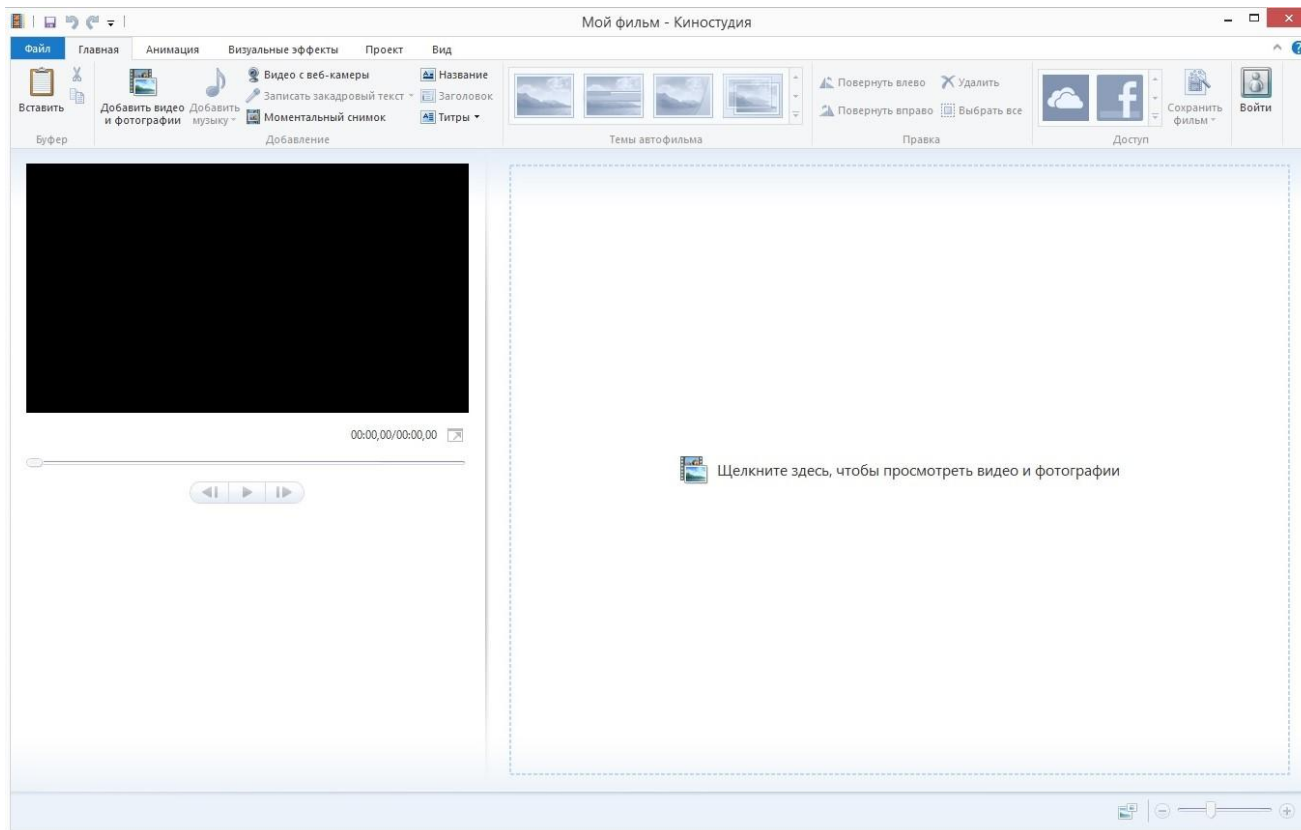 Мой фильм - Киностудия
Файл Главная Анимация Визуальные эффекты Проект Вид
Вставить
Буфер
Добавить видео и фотографии
Добавить музыку
Видео с веб-камеры
Записать закадровый текст
Моментальный снимок
Название
Заголовок
Титры
Добавление
Темы автофильма
Повернуть влево
Повернуть вправо
Удалить
Выбрать все
Правка
Доступ
Сохранить фильм
Войти
00:00,00/00:00,00
Щелкните здесь, чтобы просмотреть видео и фотографии